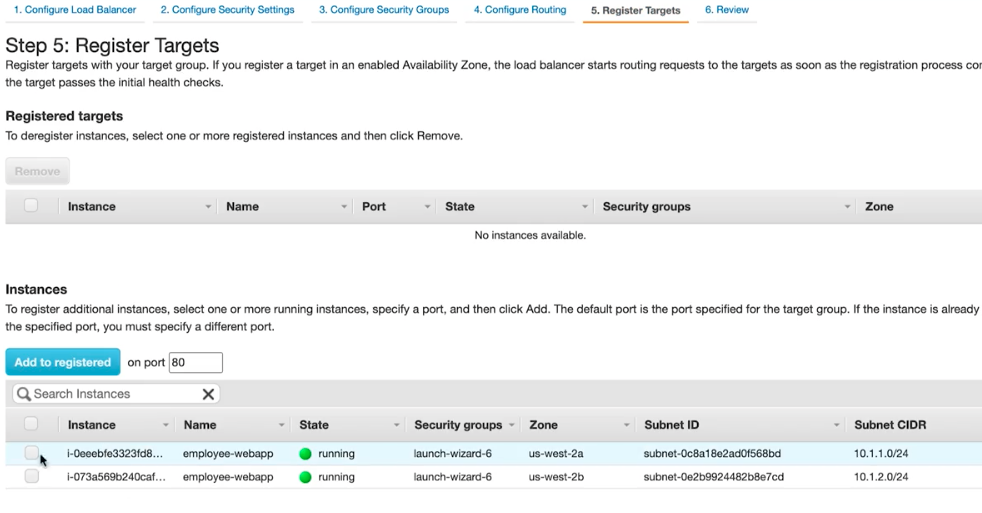 1. Configure Load Balancer 2. Configure Security Settings 3. Configure Security Groups 4. Configure Routing 5. Register Targets 6. Review
Step 5: Register Targets
Register targets with your target group. If you register a target in an enabled Availability Zone, the load balancer starts routing requests to the targets as soon as the registration process
the target passes the initial health checks.
Registered targets
To deregister instances, select one or more registered instances and then click Remove.
Remove
Instance Name Port State Security groups Zone
No instances available.
Instances
To register additional instances, select one or more running instances, specify a port, and then click Add. The default port is the port specified for the target group. If the instance is already
the specified port, you must specify a different port.
Add to registered on port 80
Search Instances
Instance Name State Security groups Zone Subnet ID Subnet CIDR
i-0eeebfe3323fd8... employee-webapp running launch-wizard-6 us-west-2a subnet-0c8a18e2ad0f568bd 10.1.1.0/24
i-073a569b240caf... employee-webapp running launch-wizard-6 us-west-2b subnet-0e2b9924482b8e7cd 10.1.2.0/24